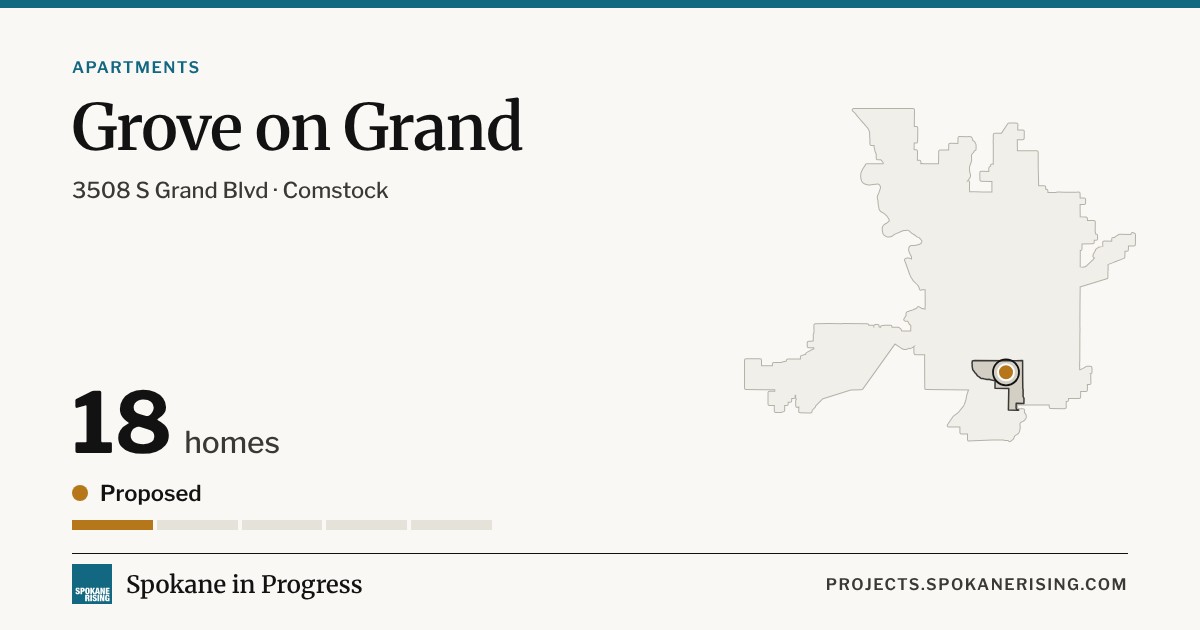 APARTMENTS
Grove on Grand
3508 S Grand Blvd · Comstock
18 homes
Proposed
SPOKANE
RISING
Spokane in Progress
PROJECTS.SPOKANERISING.COM